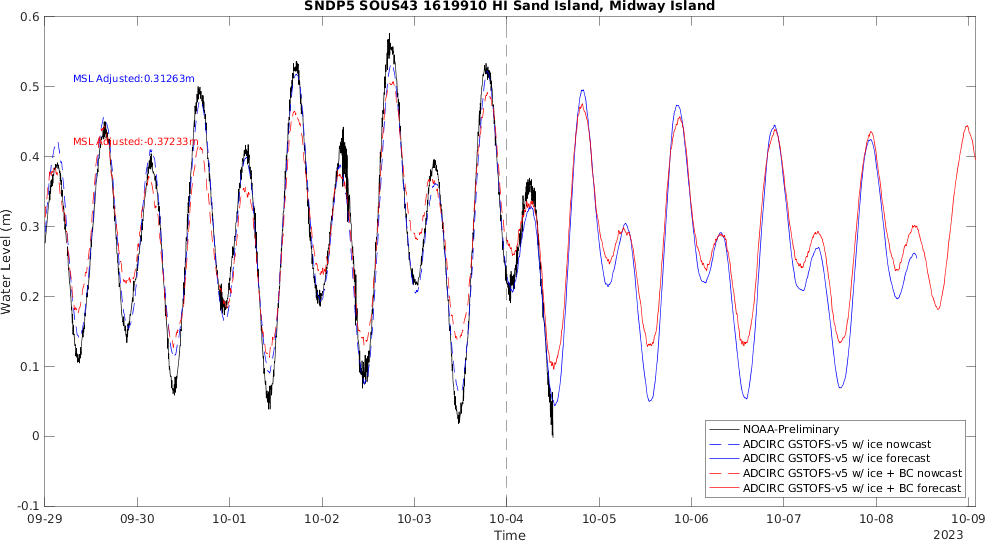 SNDP5 SOUS43 1619910 HI Sand Island, Midway Island
0.6
0.5
0.4
0.3
0.2
0.1
0
-0.1
Water Level (m)
MSL Adjusted:0.31263m
MSL Adjusted:-0.37233m
NOAA-Preliminary
ADCIRC GSTOFS-v5 w/ ice nowcast
ADCIRC GSTOFS-v5 w/ ice forecast
ADCIRC GSTOFS-v5 w/ ice + BC nowcast
ADCIRC GSTOFS-v5 w/ ice + BC forecast
09-29 09-30 10-01 10-02 10-03 10-04 10-05 10-06 10-07 10-08 10-09
Time
2023